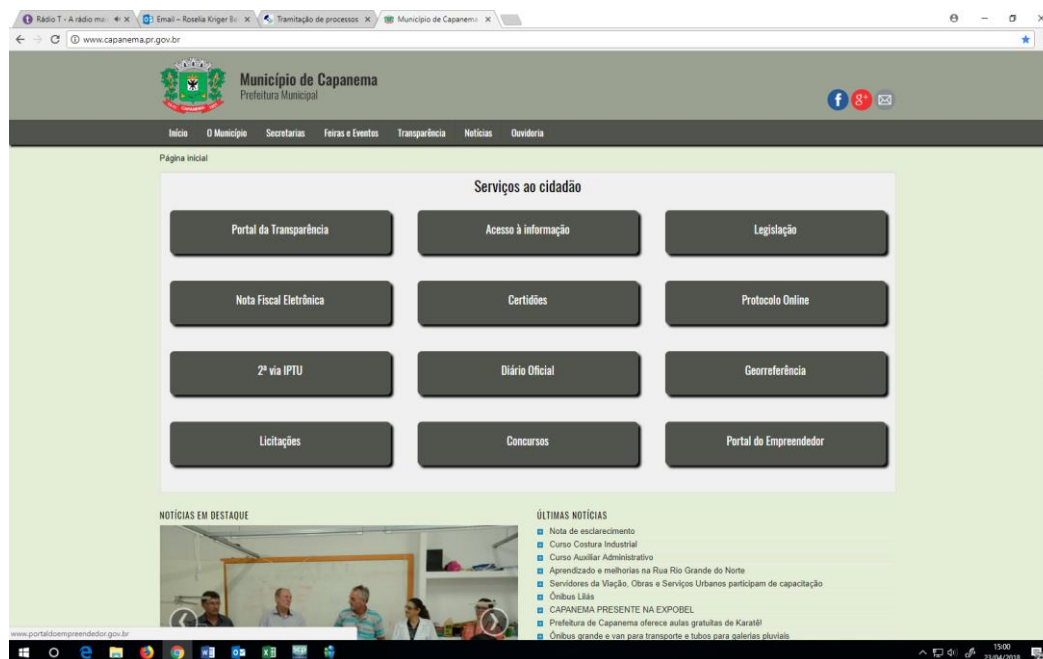 Rádio T - A rádio ma
Email – Roselia Kriger Be
Tramitação de processos
Município de Capanema
www.capanema.pr.gov.br
Município de Capanema
Prefeitura Municipal
Início O Município Secretarias Feiras e Eventos Transparência Notícias Ouvidoria
Página inicial
Serviços ao cidadão
Portal da Transparência Acesso à informação Legislação
Nota Fiscal Eletrônica Certidões Protocolo Online
2ª via IPTU Diário Oficial Georreferência
Licitações Concursos Portal do Empreendedor
NOTÍCIAS EM DESTAQUE
ÚLTIMAS NOTÍCIAS
Nota de esclarecimento
Curso Costura Industrial
Curso Auxiliar Administrativo
Aprendizado e melhorias na Rua Rio Grande do Norte
Servidores da Viação, Obras e Serviços Urbanos participam de capacitação
Ônibus Lilás
CAPANEMA PRESENTE NA EXPOBEL
Prefeitura de Capanema oferece aulas gratuitas de Karatê!
Ônibus grande e van para transporte e tubos para galerias pluviais
www.portaldoempreendedor.gov.br
15:00
23/04/2018